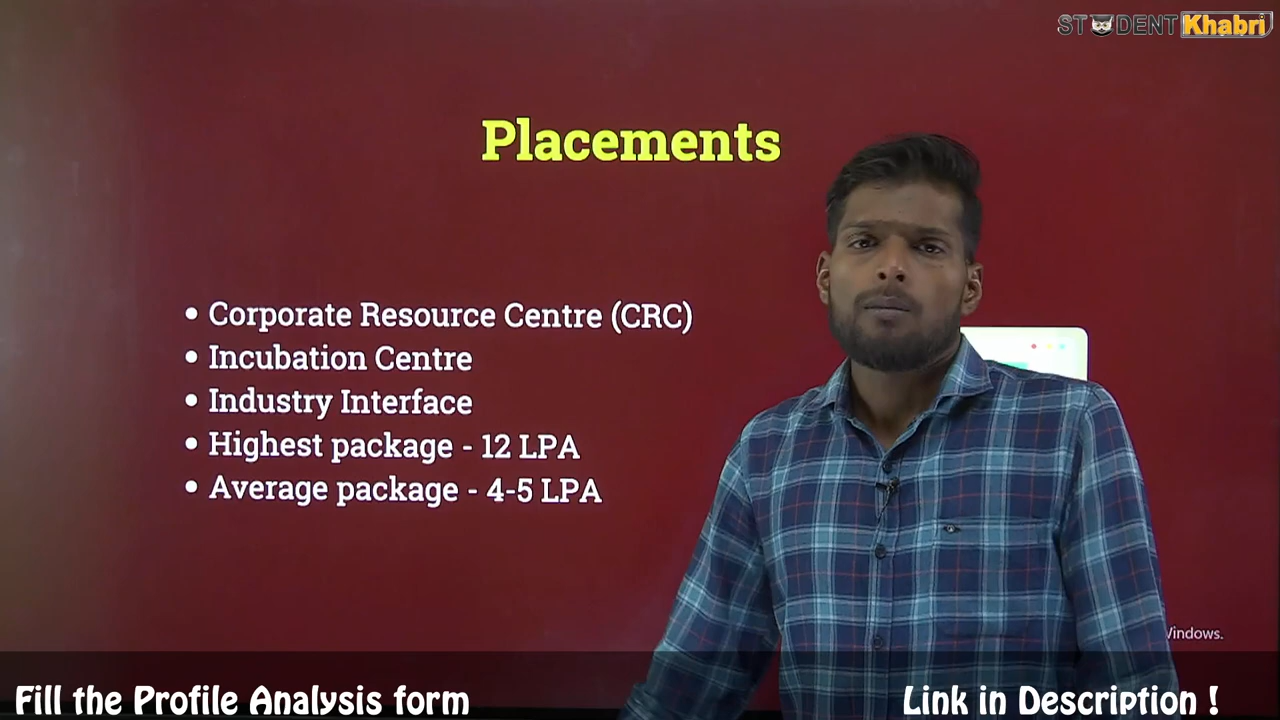 STUDENT Khabri
Placements
• Corporate Resource Centre (CRC)
• Incubation Centre
• Industry Interface
• Highest package - 12 LPA
• Average package - 4-5 LPA
Windows.
Fill the Profile Analysis form
Link in Description !